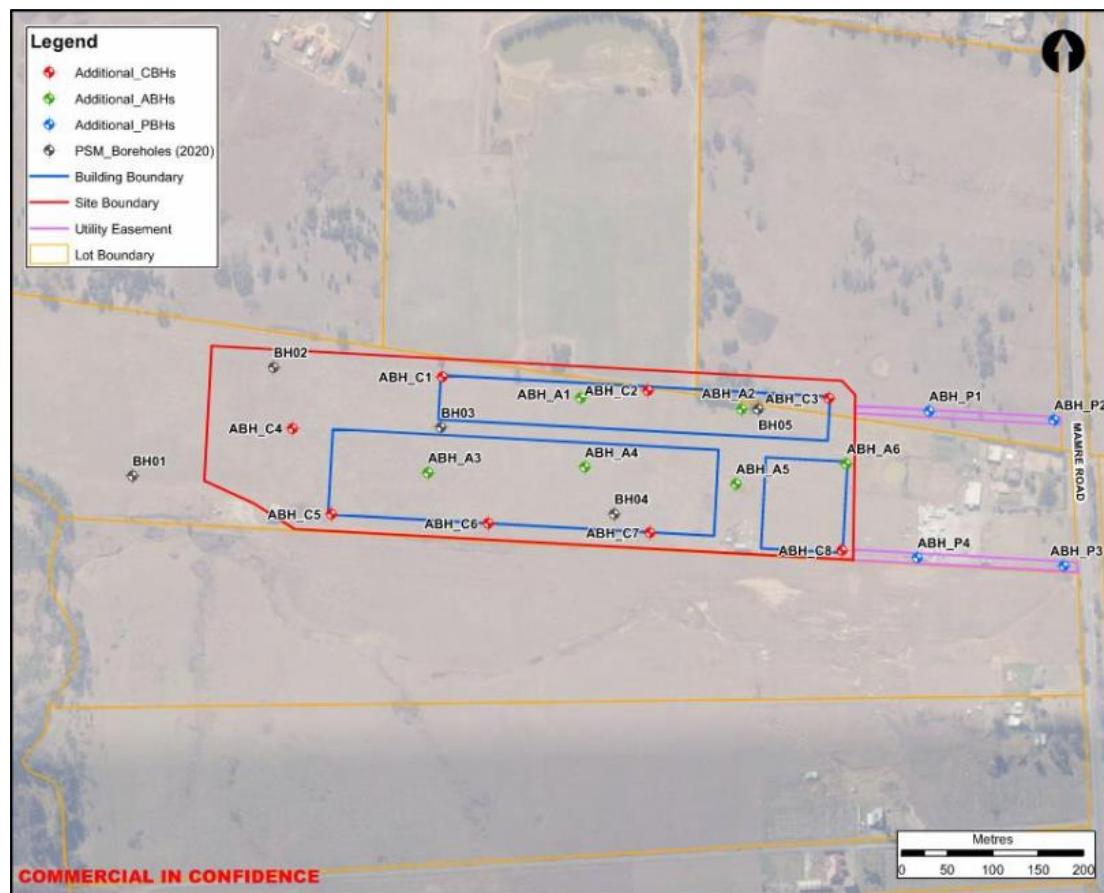 Legend
Additional_CBHs
Additional_ABHs
Additional_PBHs
PSM_Boreholes (2020)
Building Boundary
Site Boundary
Utility Easement
Lot Boundary
BH02
ABH_C1
ABH_A1
ABH_C2
ABH_A2
ABH_C3
BH05
ABH_P1
ABH_P2
BH03
ABH_C4
MAMRE ROAD
BH01
ABH_A3
ABH_A4
ABH_A5
ABH_A6
ABH_C5
BH04
ABH_C6
ABH_C7
ABH_C8
ABH_P4
ABH_P3
Metres
0 50 100 150 200
COMMERCIAL IN CONFIDENCE